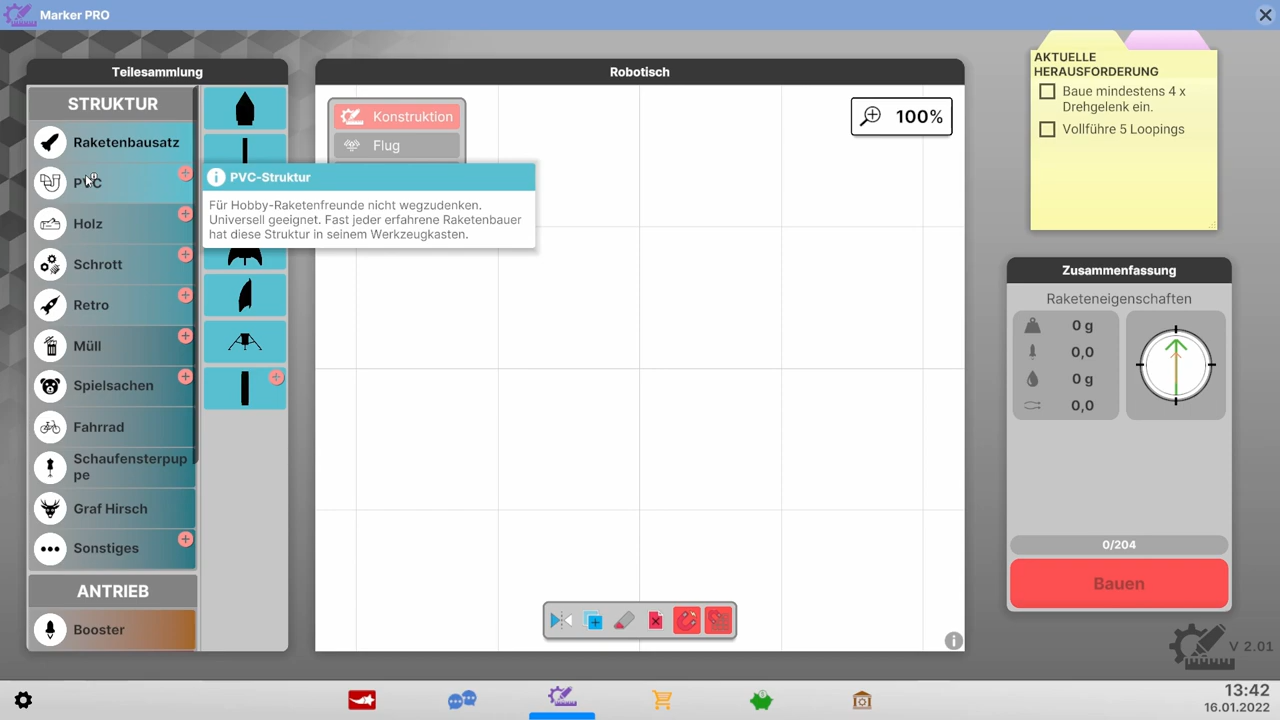 Marker PRO
Teilesammlung
STRUKTUR
Raketenbausatz
PVC
Holz
Schrott
Retro
Müll
Spielsachen
Fahrrad
Schaufensterpup
pe
Graf Hirsch
Sonstiges
ANTRIEB
Booster
Robotisch
Konstruktion
Flug
100%
PVC-Struktur
Für Hobby-Raketenfreunde nicht wegzudenken.
Universell geeignet. Fast jeder erfahrene Raketenbauer
hat diese Struktur in seinem Werkzeugkasten.
AKTUELLE
HERAUSFORDERUNG
Baue mindestens 4 x
Drehgelenk ein.
Vollführe 5 Loopings
Zusammenfassung
Raketeneigenschaften
0 g
0,0
0 g
0,0
0/204
Bauen
V 2.01
13:42
16.01.2022